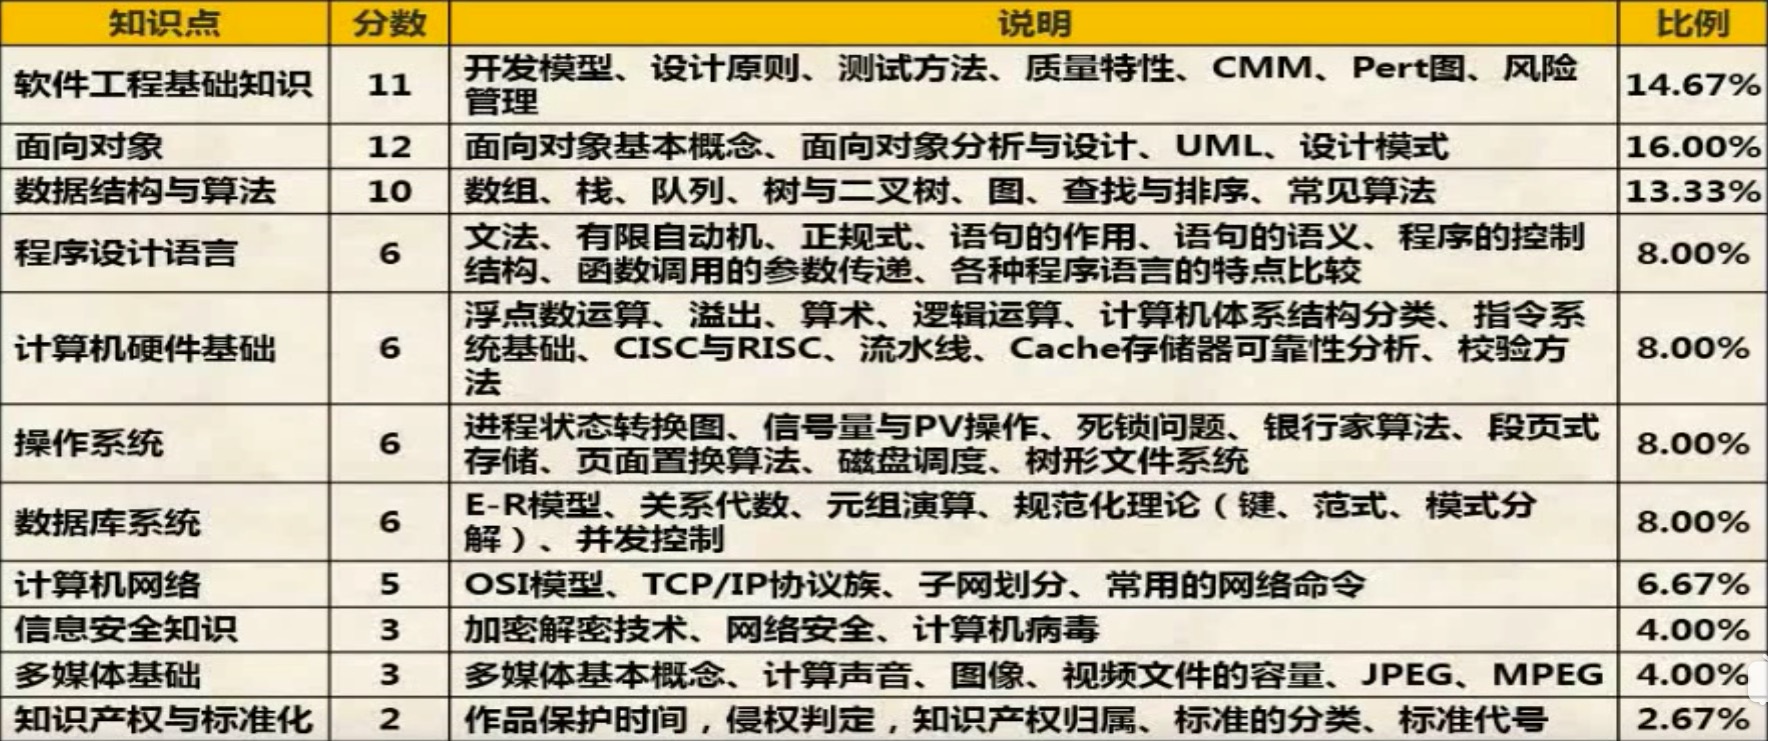 知识点 分数 说明 比例
软件工程基础知识 11 开发模型、设计原则、测试方法、质量特性、CMM、Pert图、风险
管理 14.67%
面向对象 12 面向对象基本概念、面向对象分析与设计、UML、设计模式 16.00%
数据结构与算法 10 数组、栈、队列、树与二叉树、图、查找与排序、常见算法 13.33%
程序设计语言 6 文法、有限自动机、正规式、语句的作用、语句的语义、程序的控制
结构、函数调用的参数传递、各种程序语言的特点比较 8.00%
计算机硬件基础 6 浮点数运算、溢出、算术、逻辑运算、计算机体系结构分类、指令系
统基础、CISC与RISC、流水线、Cache存储器可靠性分析、校验方
法 8.00%
操作系统 6 进程状态转换图、信号量与PV操作、死锁问题、银行家算法、段页式
存储、页面置换算法、磁盘调度、树形文件系统 8.00%
数据库系统 6 E-R模型、关系代数、元组演算、规范化理论（键、范式、模式分
解）、并发控制 8.00%
计算机网络 5 OSI模型、TCP/IP协议族、子网划分、常用的网络命令 6.67%
信息安全知识 3 加密解密技术、网络安全、计算机病毒 4.00%
多媒体基础 3 多媒体基本概念、计算声音、图像、视频文件的容量、JPEG、MPEG 4.00%
知识产权与标准化 2 作品保护时间，侵权判定，知识产权归属、标准的分类、标准代号 2.67%